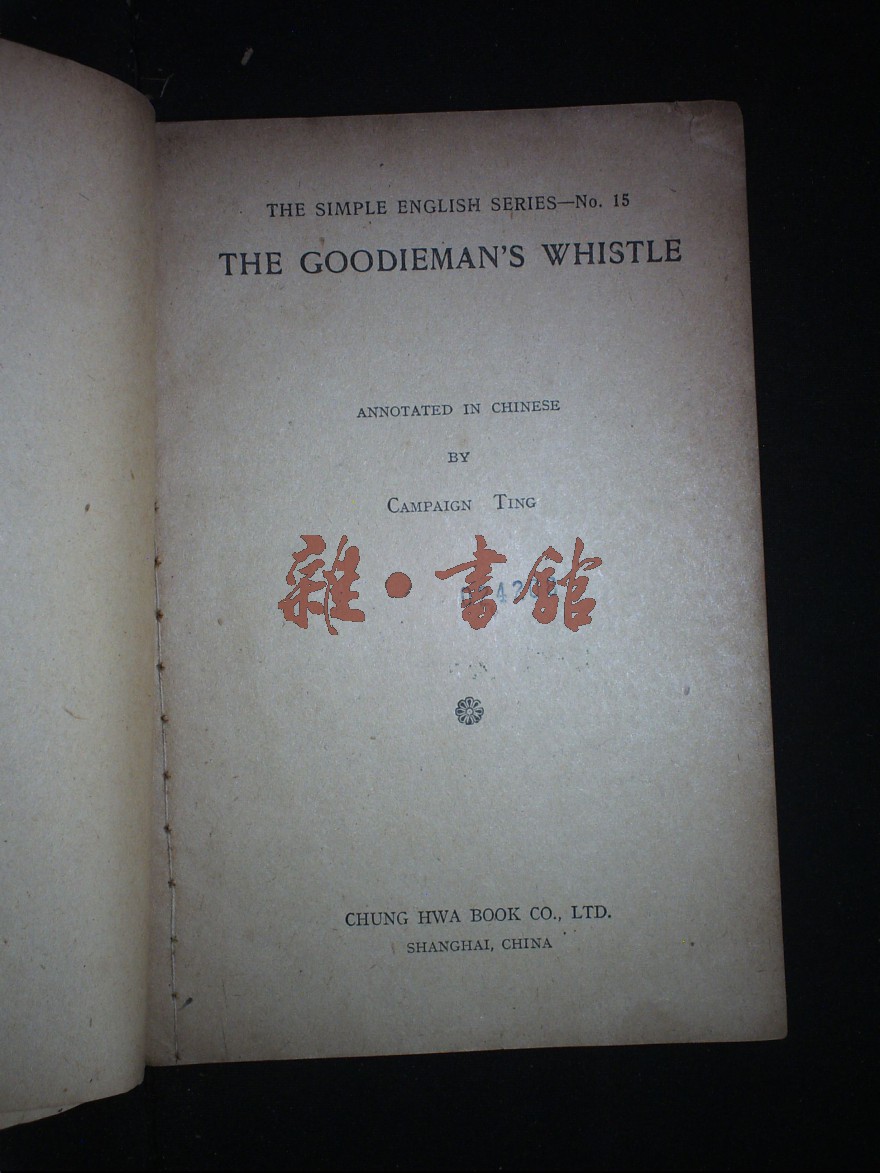 THE SIMPLE ENGLISH SERIES—No. 15
THE GOODIEMAN'S WHISTLE
ANNOTATED IN CHINESE
BY
CAMPAIGN TING
雜·書館
CHUNG HWA BOOK CO., LTD.
SHANGHAI, CHINA